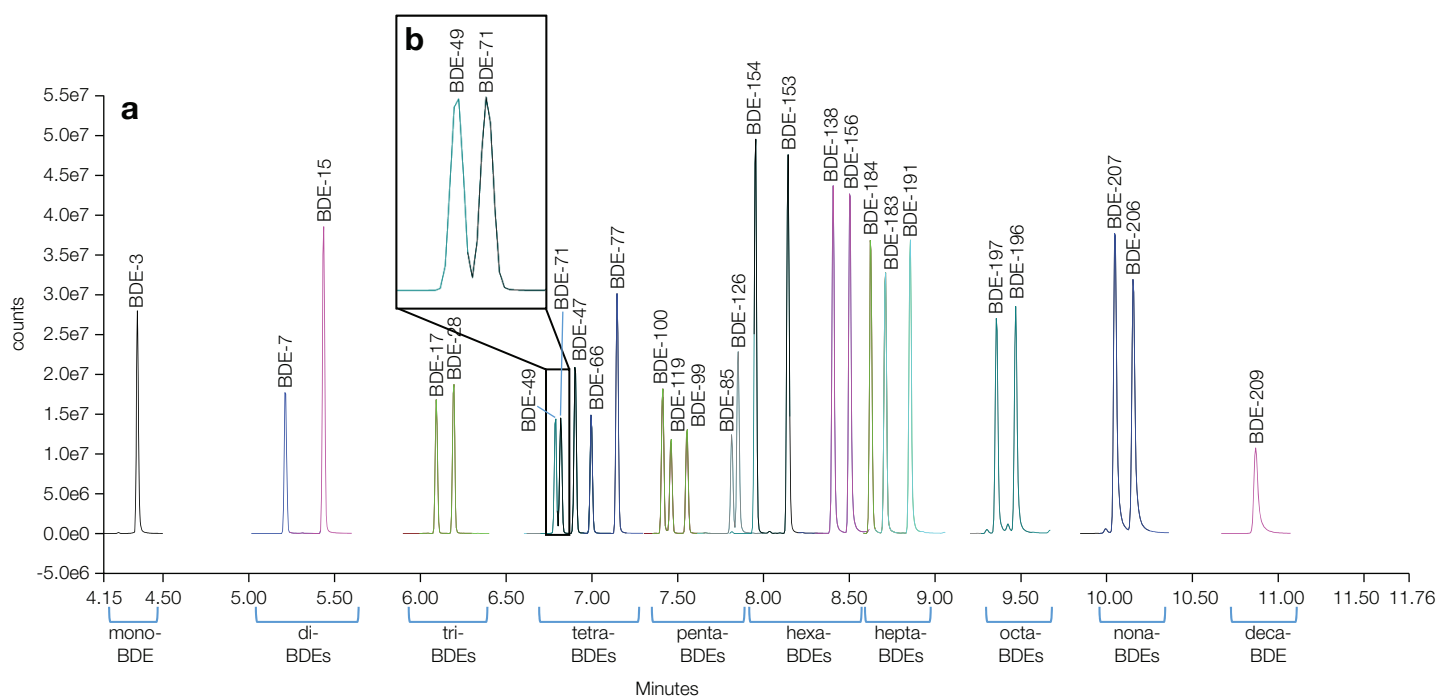 a
b
BDE-49
BDE-71
counts
5.5e7
5.0e7
4.5e7
4.0e7
3.5e7
3.0e7
2.5e7
2.0e7
1.5e7
1.0e7
5.0e6
0.0e0
-5.0e6
BDE-3
BDE-7
BDE-15
BDE-17
BDE-28
BDE-49
BDE-71
BDE-47
BDE-66
BDE-77
BDE-100
BDE-119
BDE-99
BDE-85
BDE-126
BDE-154
BDE-153
BDE-138
BDE-156
BDE-184
BDE-183
BDE-191
BDE-197
BDE-196
BDE-207
BDE-206
BDE-209
4.15 4.50 5.00 5.50 6.00 6.50 7.00 7.50 8.00 8.50 9.00 9.50 10.00 10.50 11.00 11.50 11.76
mono-
BDE
di-
BDEs
tri-
BDEs
tetra-
BDEs
penta-
BDEs
hexa-
BDEs
hepta-
BDEs
octa-
BDEs
nona-
BDEs
deca-
BDE
Minutes